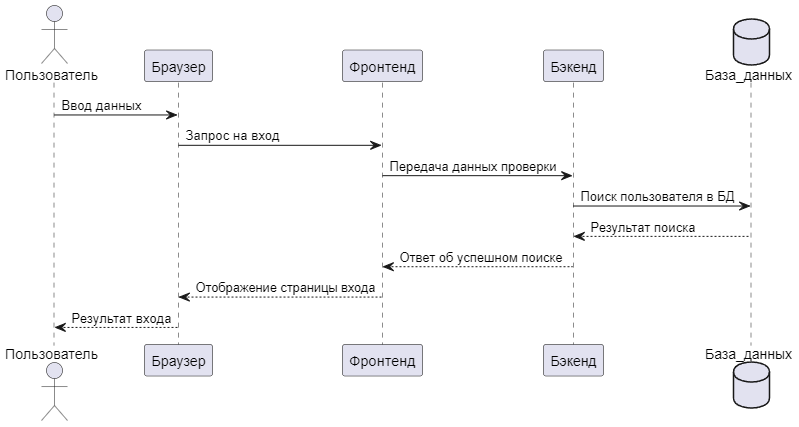 Пользователь
Браузер
Фронтенд
Бэкенд
База_данных
Ввод данных
Запрос на вход
Передача данных проверки
Поиск пользователя в БД
Результат поиска
Ответ об успешном поиске
Отображение страницы входа
Результат входа
Пользователь
Браузер
Фронтенд
Бэкенд
База_данных